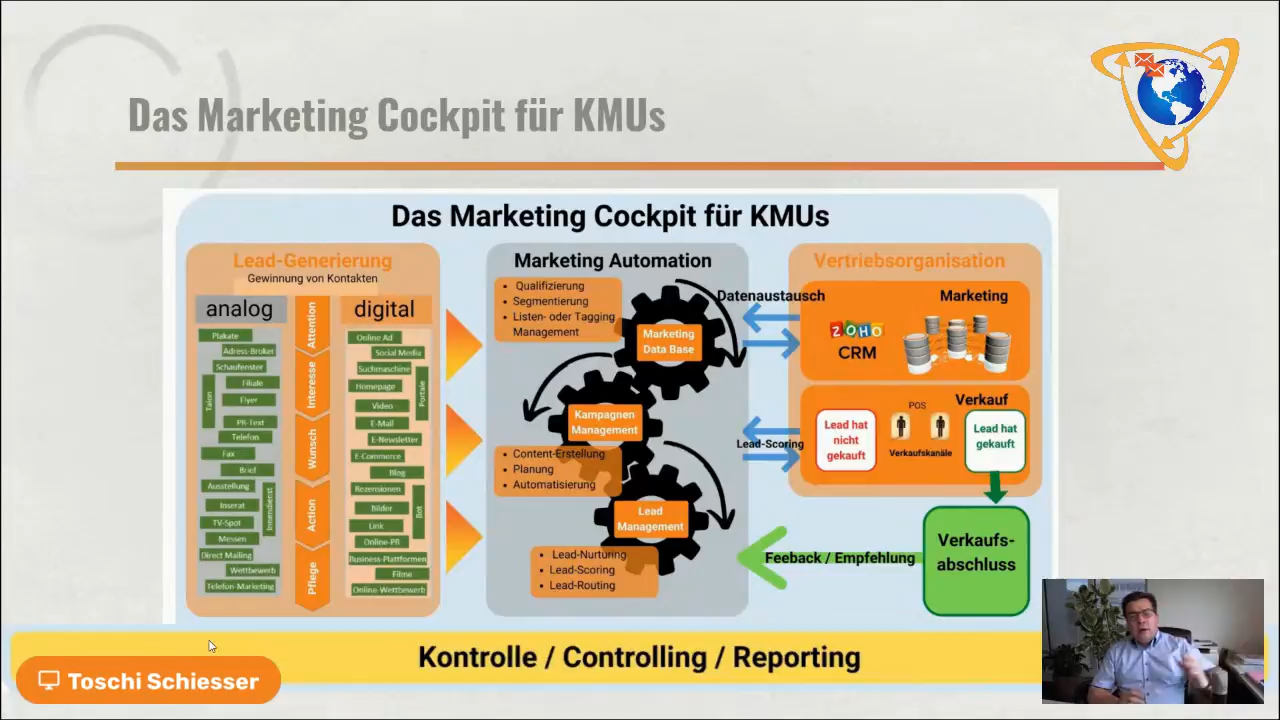 Das Marketing Cockpit für KMUs
Das Marketing Cockpit für KMUs
Lead-Generierung
Gewinnung von Kontakten
analog
Plakate
Adress-Broker
Schaufenster
Filiale
Talon
Flyer
PR-Text
Telefon
Fax
Brief
Ausstellung
Innendienst
Inserat
TV-Spot
Messen
Direct Mailing
Wettbewerb
Telefon-Marketing
Attention
Interesse
Wunsch
Action
Pflege
digital
Online Ad
Social Media
Suchmaschine
Homepage
Portale
Video
E-Mail
E-Newsletter
E-Commerce
Blog
Rezensionen
Bot
Bilder
Link
Online-PR
Business-Plattformen
Filme
Online-Wettbewerb
Marketing Automation
Qualifizierung
Segmentierung
Listen- oder Tagging
Management
Marketing
Data Base
Kampagnen
Management
Content-Erstellung
Planung
Automatisierung
Lead
Management
Lead-Nurturing
Lead-Scoring
Lead-Routing
Datenaustausch
Lead-Scoring
Feeback / Empfehlung
Vertriebsorganisation
Marketing
ZOHO
CRM
Verkauf
POS
Lead hat
nicht
gekauft
Verkaufskanäle
Lead hat
gekauft
Verkaufs-
abschluss
Kontrolle / Controlling / Reporting
Toschi Schiesser